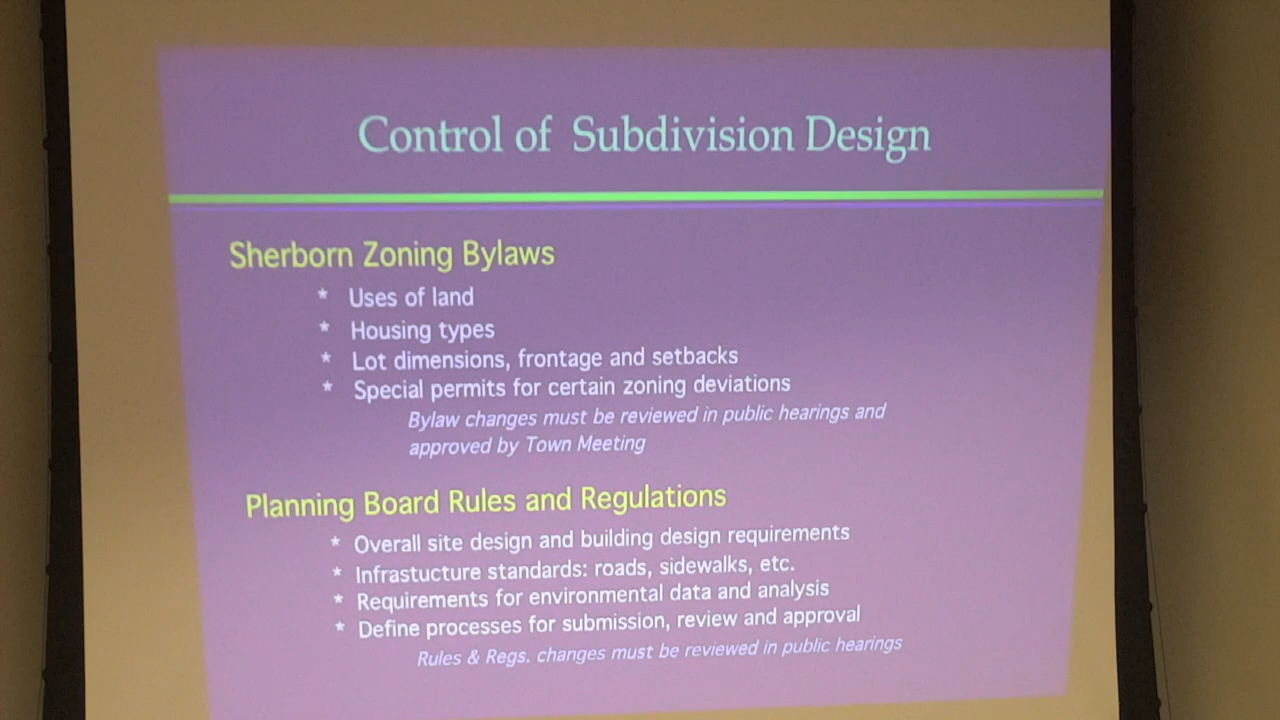 Control of Subdivision Design
Sherborn Zoning Bylaws
* Uses of land
* Housing types
* Lot dimensions, frontage and setbacks
* Special permits for certain zoning deviations
Bylaw changes must be reviewed in public hearings and
approved by Town Meeting
Planning Board Rules and Regulations
* Overall site design and building design requirements
* Infrastucture standards: roads, sidewalks, etc.
* Requirements for environmental data and analysis
* Define processes for submission, review and approval
Rules & Regs. changes must be reviewed in public hearings